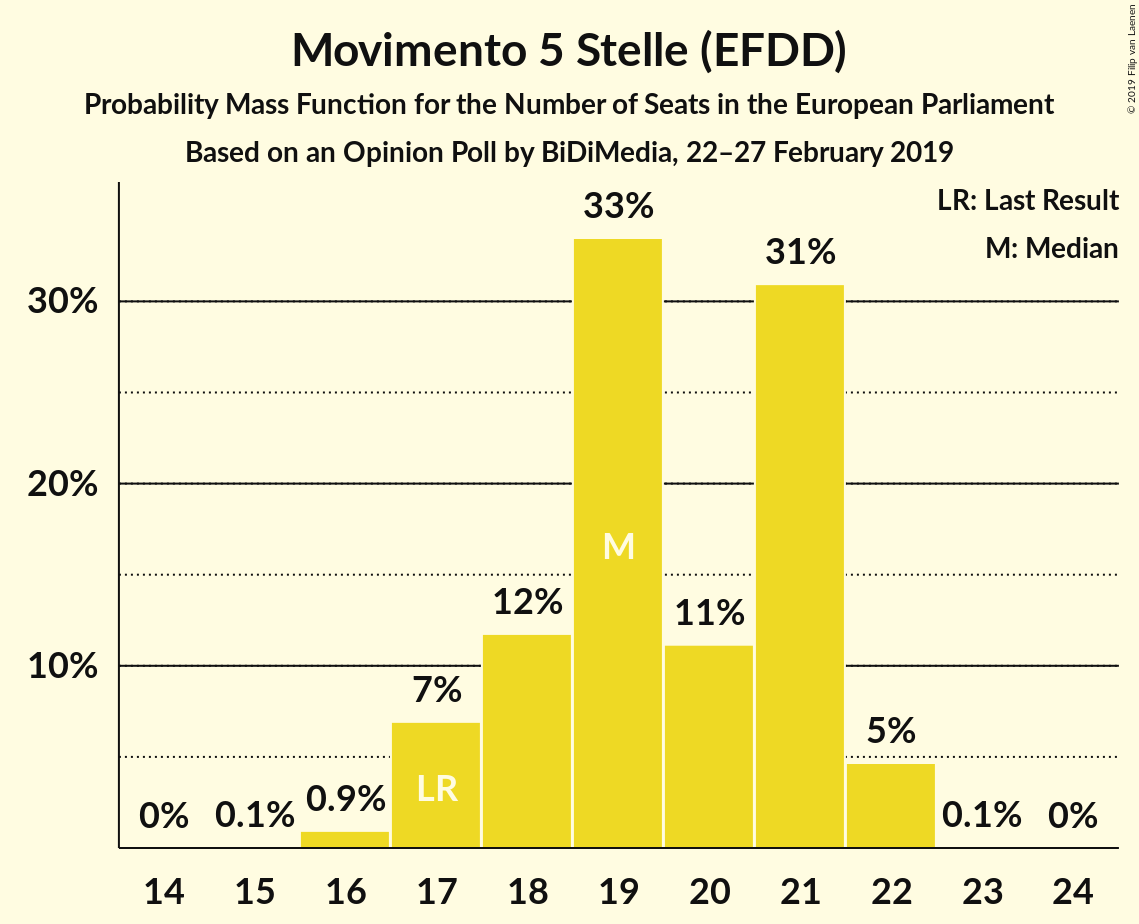 Movimento 5 Stelle (EFDD)
Probability Mass Function for the Number of Seats in the European Parliament
Based on an Opinion Poll by BiDiMedia, 22–27 February 2019
© 2019 Filip van Laenen
LR: Last Result
M: Median
30%
20%
10%
0%
0.1%
0.9%
7%
12%
33%
11%
31%
5%
0.1%
0%
LR
M
14 15 16 17 18 19 20 21 22 23 24